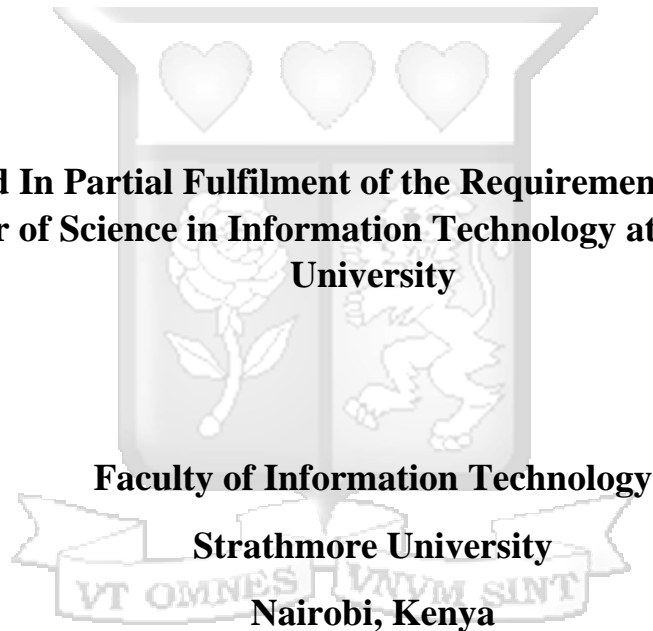 d In Partial Fulfilment of the Requiremen
r of Science in Information Technology at
University
Faculty of Information Technology
Strathmore University
VT OMNES VNVM SINT
Nairobi, Kenya